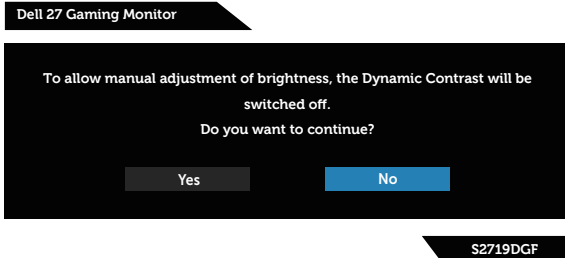 Dell 27 Gaming Monitor
To allow manual adjustment of brightness, the Dynamic Contrast will be
switched off.
Do you want to continue?
Yes No
S2719DGF